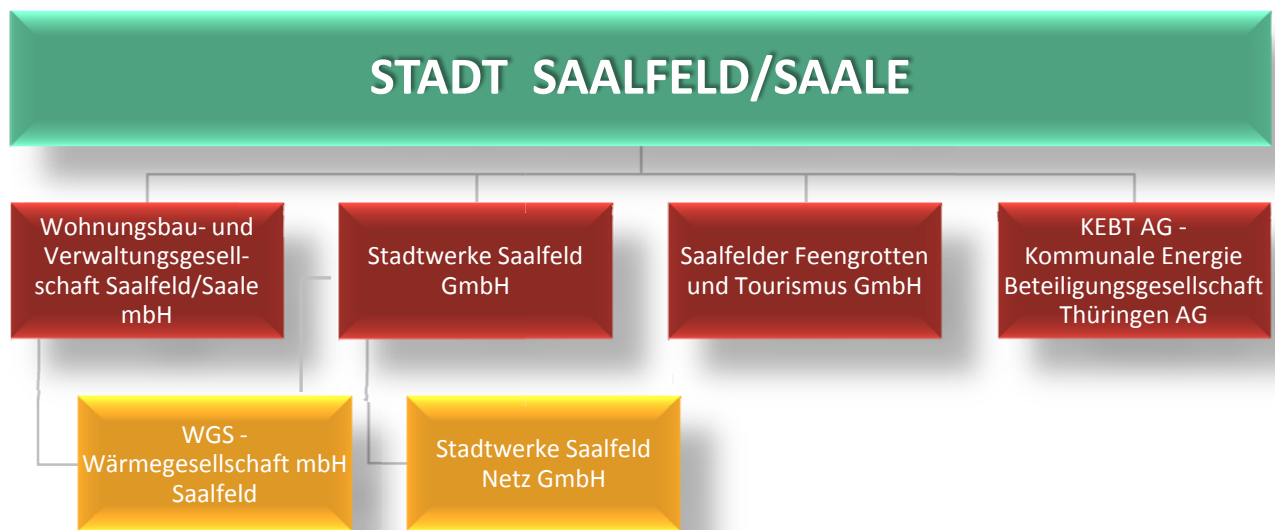 STADT SAALFELD/SAALE
Wohnungsbau- und
Verwaltungsgesell-
schaft Saalfeld/Saale
mbH
Stadtwerke Saalfeld
GmbH
Saalfelder Feengrotten
und Tourismus GmbH
KEBT AG -
Kommunale Energie
Beteiligungsgesellschaft
Thüringen AG
WGS -
Wärmegesellschaft mbH
Saalfeld
Stadtwerke Saalfeld
Netz GmbH